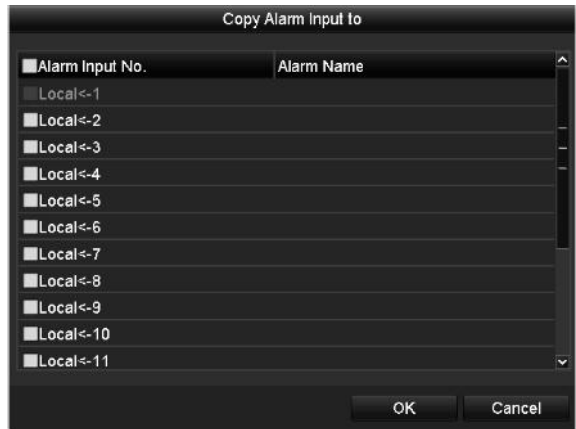 Copy Alarm Input to
Alarm Input No. Alarm Name
Local<-1
Local<-2
Local<-3
Local<-4
Local<-5
Local<-6
Local<-7
Local<-8
Local<-9
Local<-10
Local<-11
OK Cancel